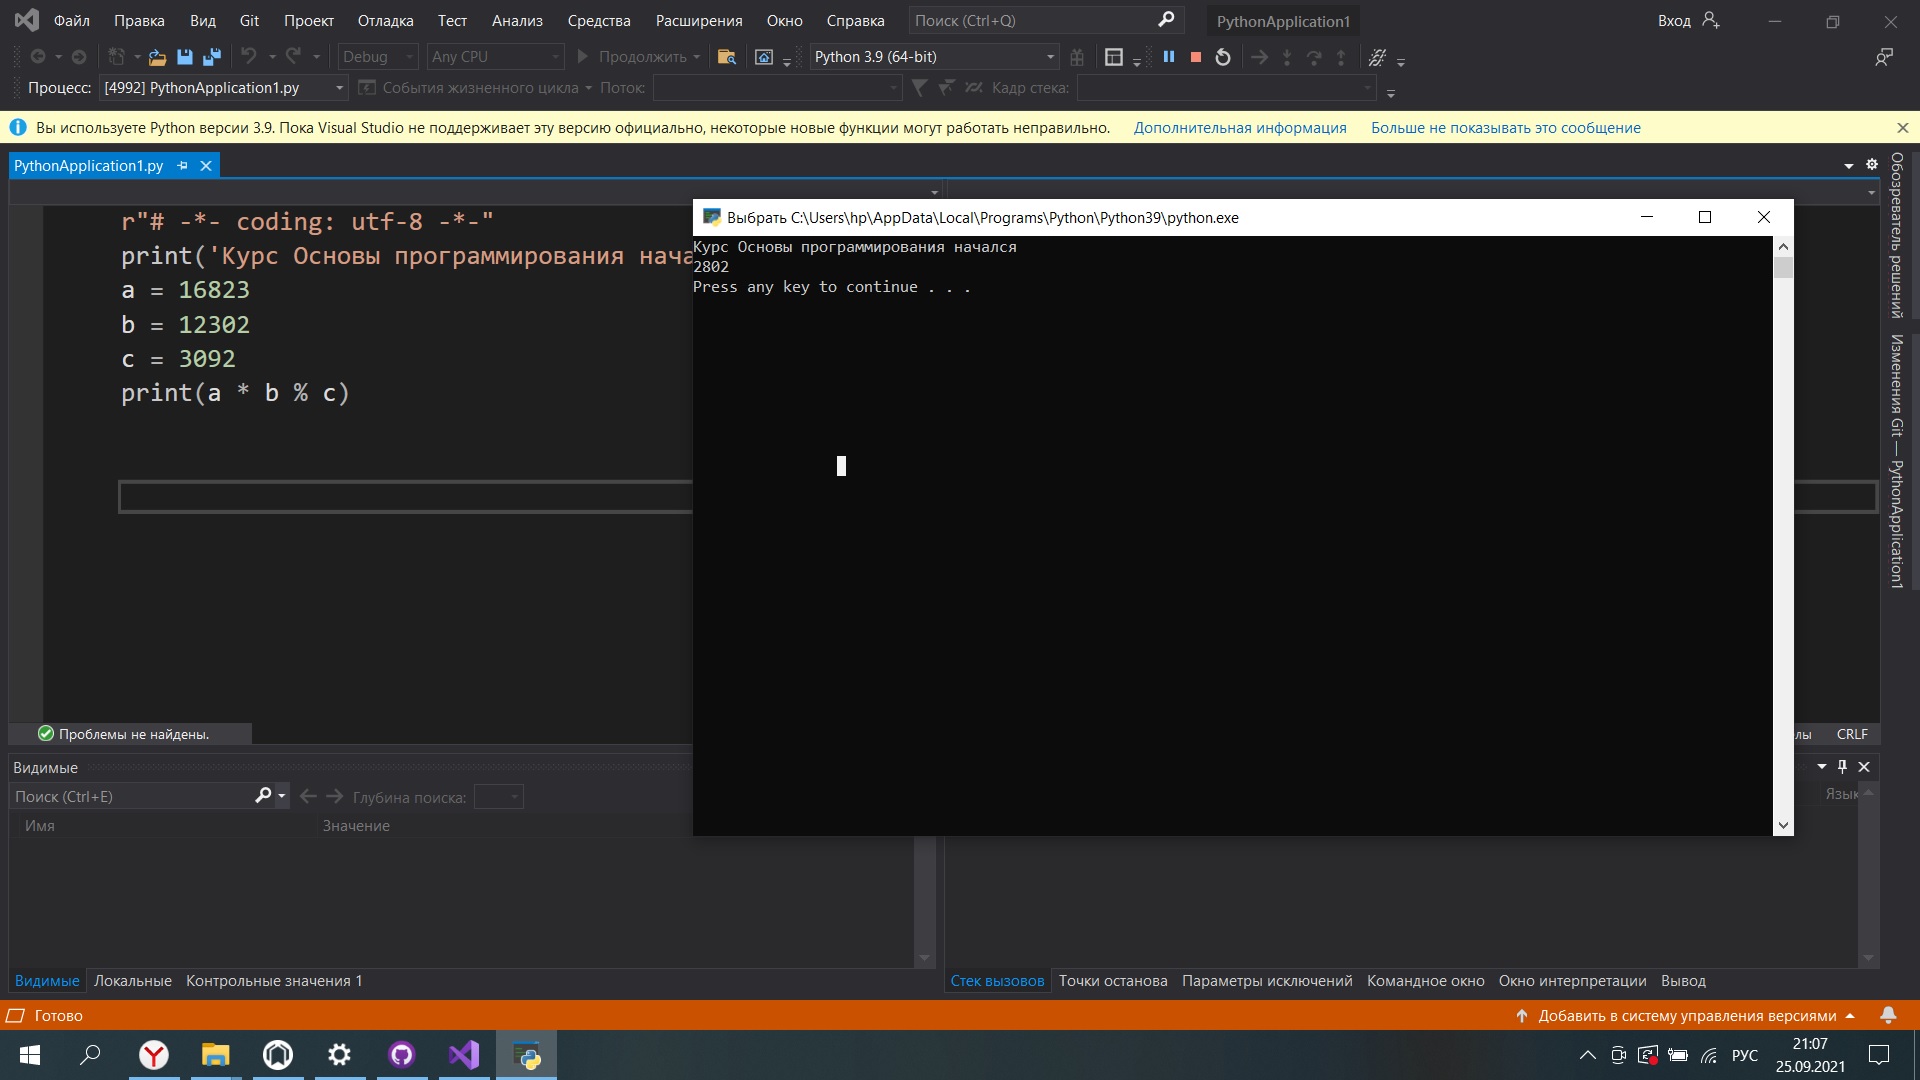 Файл Правка Вид Git Проект Отладка Тест Анализ Средства Расширения Окно Справка Поиск (Ctrl+Q) PythonApplication1 Вход
Debug Any CPU Продолжить Python 3.9 (64-bit)
Процесс: [4992] PythonApplication1.py События жизненного цикла Поток: Кадр стека:
Вы используете Python версии 3.9. Пока Visual Studio не поддерживает эту версию официально, некоторые новые функции могут работать неправильно. Дополнительная информация Больше не показывать это сообщение
PythonApplication1.py
r"# -*- coding: utf-8 -*-"
print('Курс Основы программирования нача
a = 16823
b = 12302
c = 3092
print(a * b % c)
Выбрать C:\Users\hp\AppData\Local\Programs\Python\Python39\python.exe
Курс Основы программирования начался
2802
Press any key to continue . . .
Обозреватель решений
Изменения Git — PythonApplication1
Проблемы не найдены.
лы CRLF
Видимые
Поиск (Ctrl+E) Глубина поиска:
Имя Значение
Язык
Видимые Локальные Контрольные значения 1
Стек вызовов Точки останова Параметры исключений Командное окно Окно интерпретации Вывод
Готово
Добавить в систему управления версиями
РУС
21:07
25.09.2021